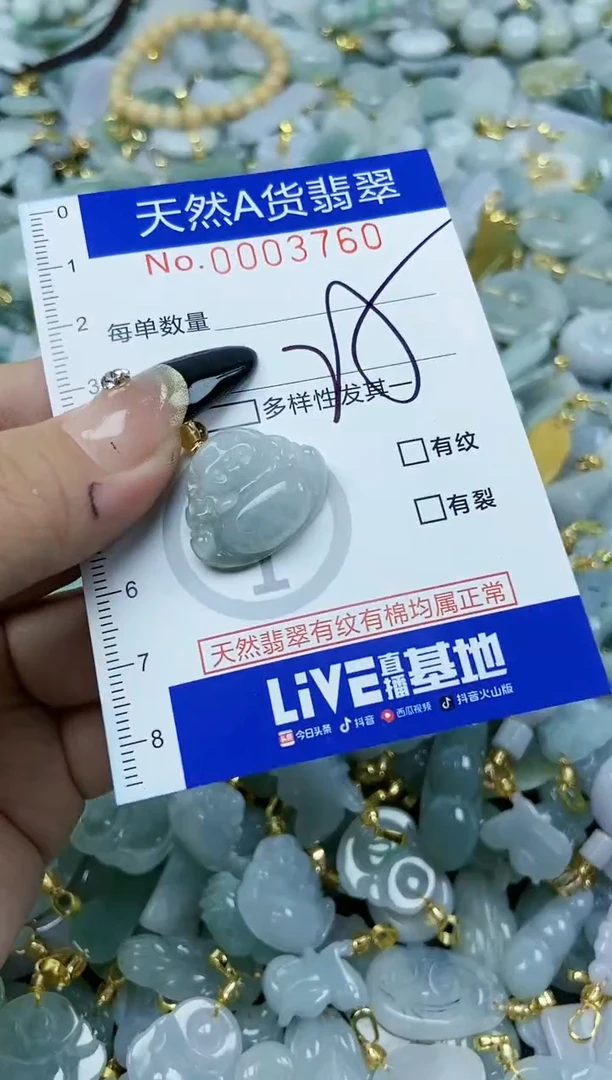 天然A货翡翠
No.0003760
0
1
2
每单数量
3
多样性发其一
有纹
有裂
6
天然翡翠有纹有棉均属正常
7
LiVE直播基地
8
今日头条 抖音 西瓜视频 抖音火山版